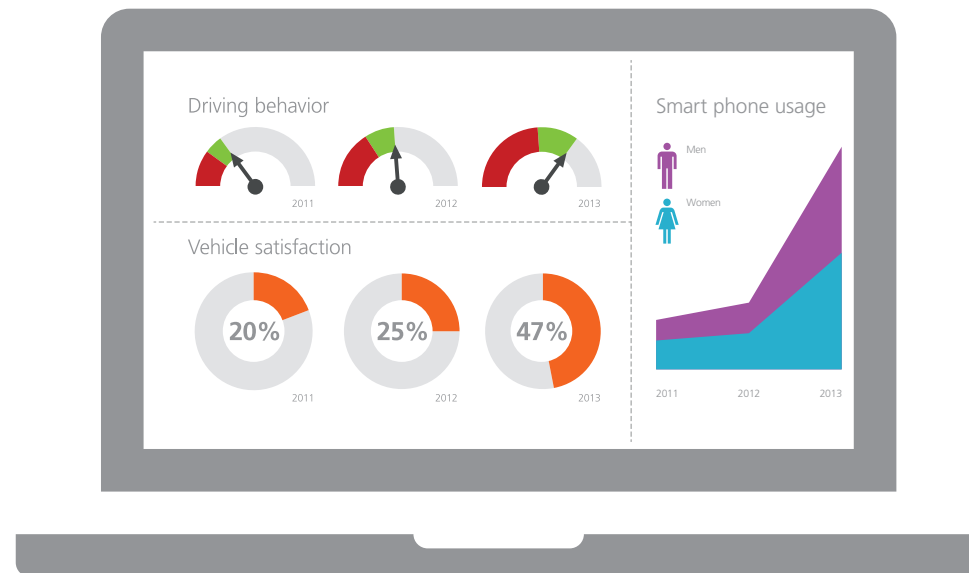 Driving behavior
2011
2012
2013
Vehicle satisfaction
20%
25%
47%
2011
2012
2013
Smart phone usage
Men
Women
2011
2012
2013